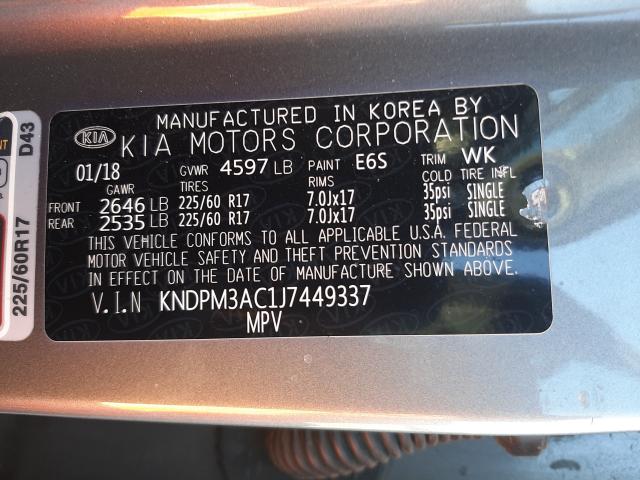 MANUFACTURED IN KOREA BY
KIA KIA MOTORS CORPORATION
01/18 GVWR 4597 LB PAINT E6S TRIM WK
GAWR TIRES RIMS COLD TIRE INFL
FRONT 2646 LB 225/60 R17 7.0Jx17 35psi SINGLE
REAR 2535 LB 225/60 R17 7.0Jx17 35psi SINGLE
THIS VEHICLE CONFORMS TO ALL APPLICABLE U.S.A. FEDERAL
MOTOR VEHICLE SAFETY AND THEFT PREVENTION STANDARDS
IN EFFECT ON THE DATE OF MANUFACTURE SHOWN ABOVE.
V.I.N KNDPM3AC1J7449337
MPV
D43
225/60R17